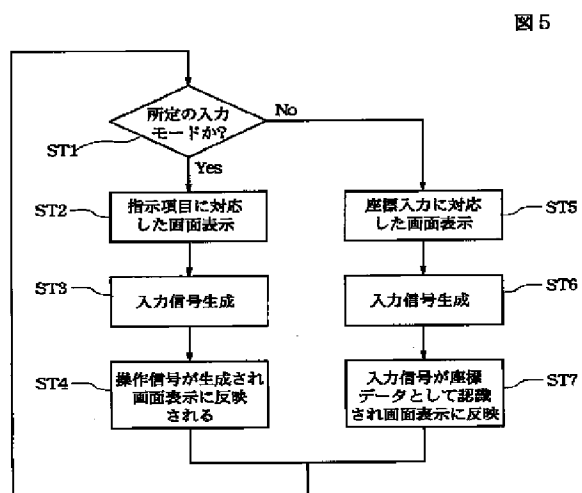 図5
所定の入力
モードか?
No
ST1
Yes
ST2
指示項目に対応
した画面表示
座標入力に対応
した画面表示
ST5
ST3
入力信号生成
入力信号生成
ST6
ST4
操作信号が生成され
画面表示に反映
される
入力信号が座標
データとして認識
され画面表示に反映
ST7